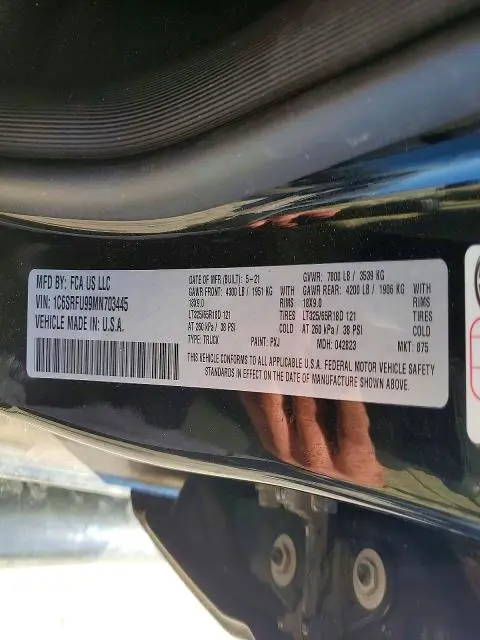 MFD BY: FCA US LLC
VIN: 1C6SRFU99MN703445
VEHICLE MADE IN: U.S.A.
DATE OF MFR (BUILT): 5-21 GVWR: 7800 LB / 3539 KG
GAWR FRONT: 4300 LB / 1951 KG WITH GAWR REAR: 4200 LB / 1906 KG WITH
18X9.0 RIMS 18X9.0 RIMS
LT325/65R18D 121 TIRES LT325/65R18D 121 TIRES
AT 260 kPa / 38 PSI COLD AT 260 kPa / 38 PSI COLD
TYPE: TRUCK PAINT: PXJ MDH: 042823 MKT: 875
THIS VEHICLE CONFORMS TO ALL APPLICABLE U.S.A. FEDERAL MOTOR VEHICLE SAFETY
STANDARDS IN EFFECT ON THE DATE OF MANUFACTURE SHOWN ABOVE.